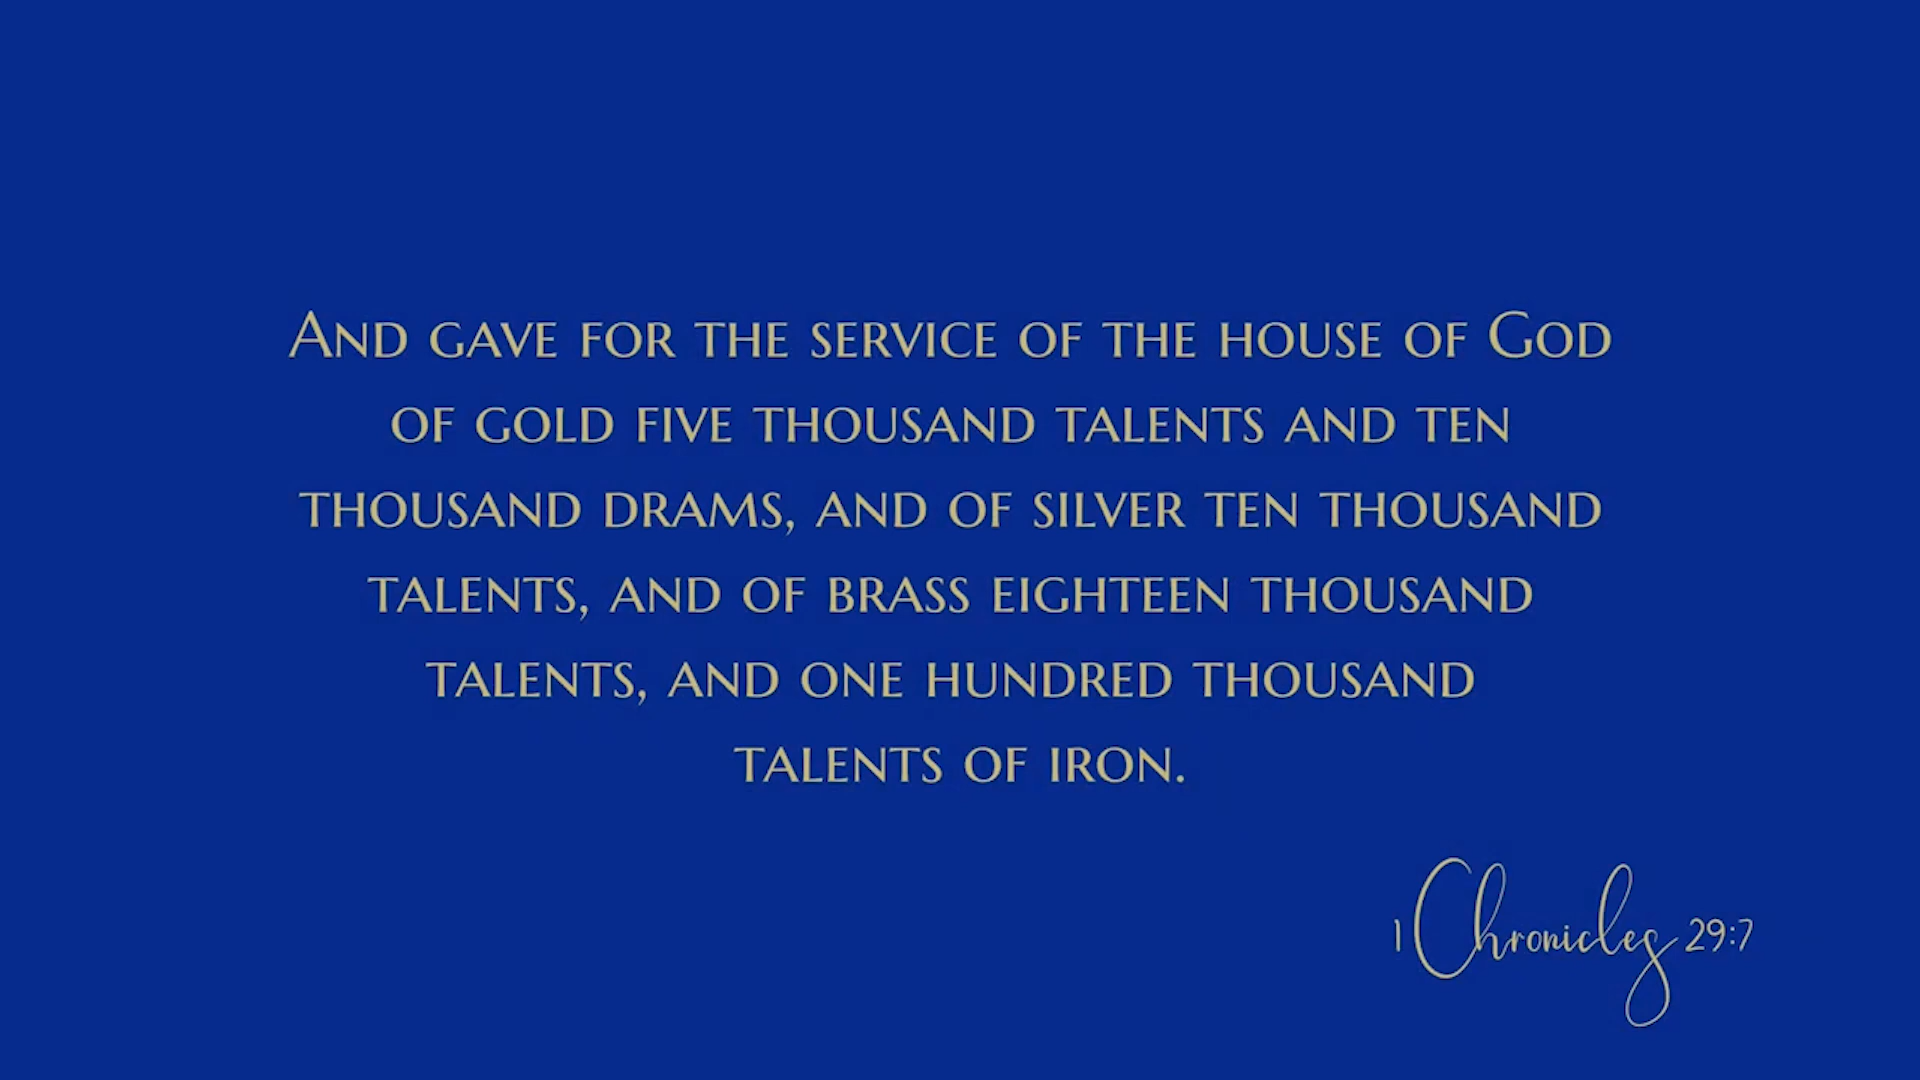 And gave for the service of the house of God
of gold five thousand talents and ten
thousand drams, and of silver ten thousand
talents, and of brass eighteen thousand
talents, and one hundred thousand
talents of iron.
1 Chronicles 29:7